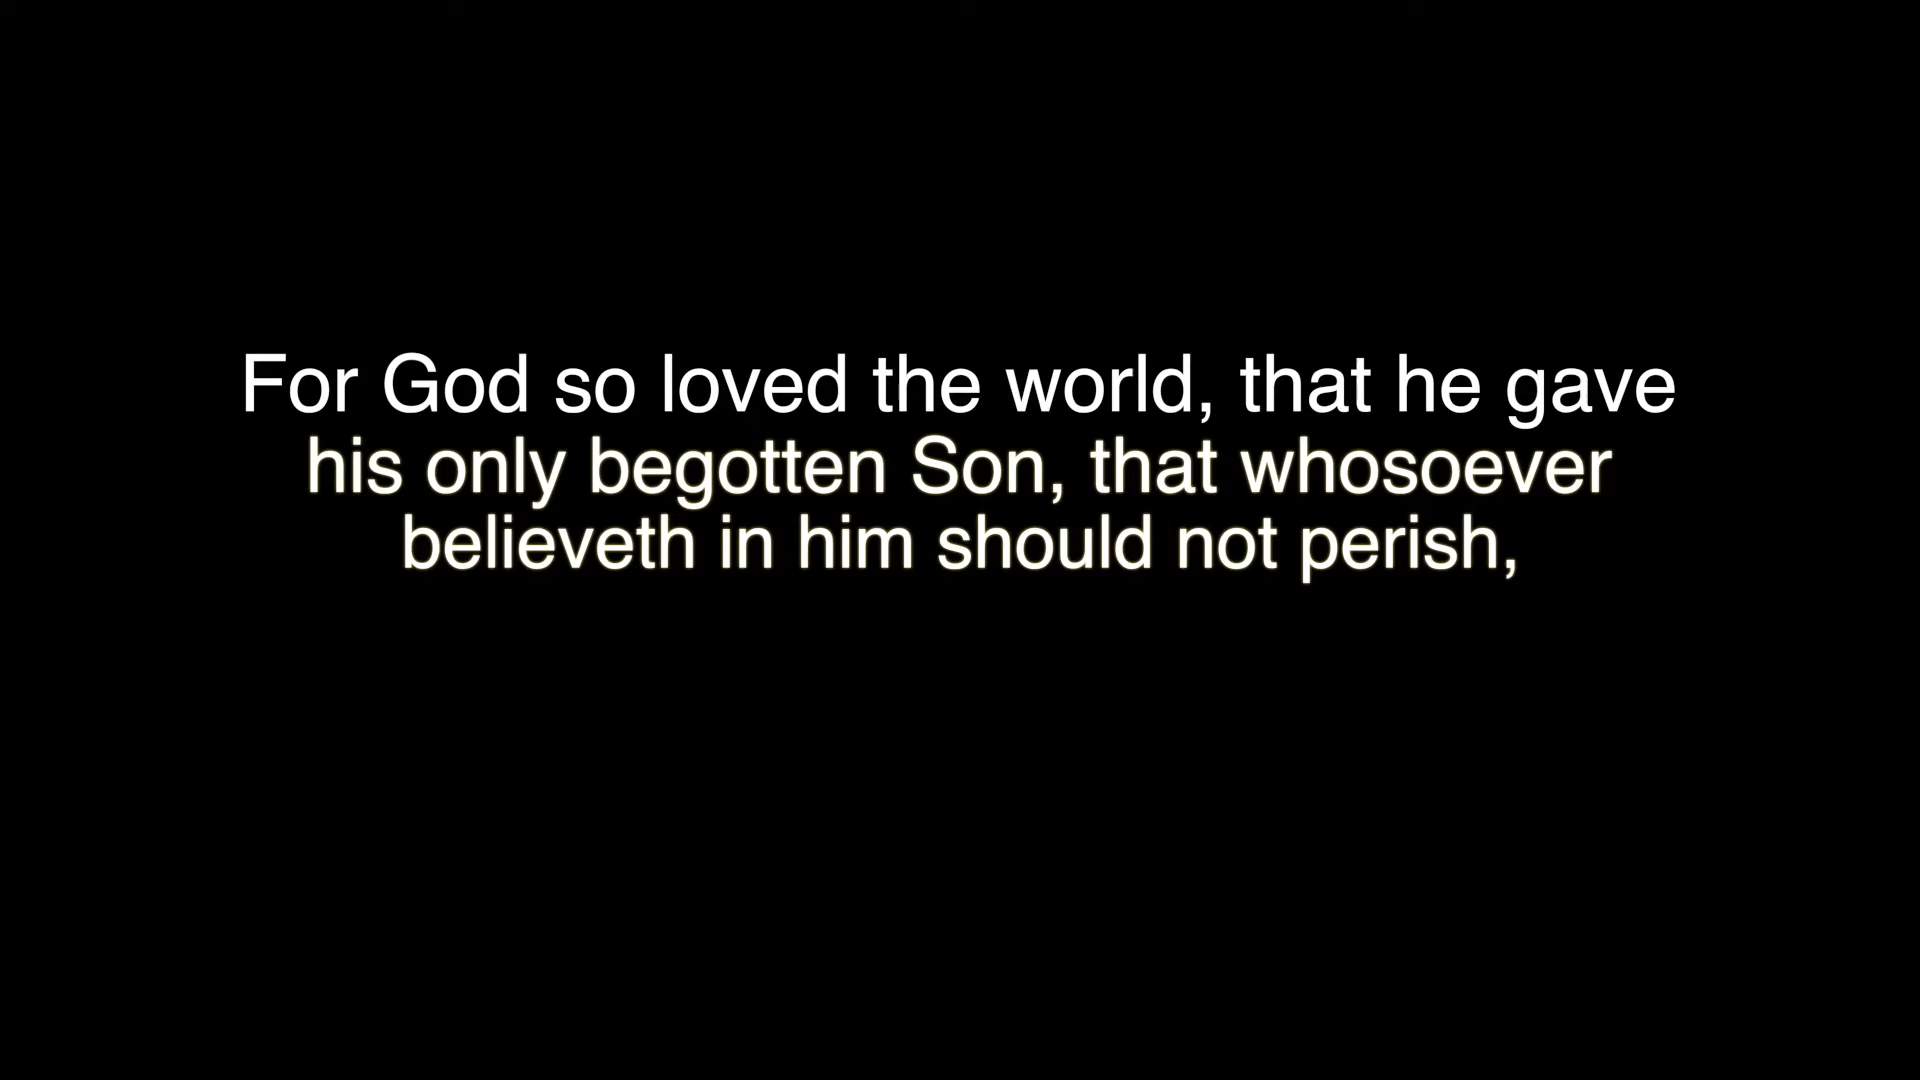 For God so loved the world, that he gave
his only begotten Son, that whosoever
believeth in him should not perish,